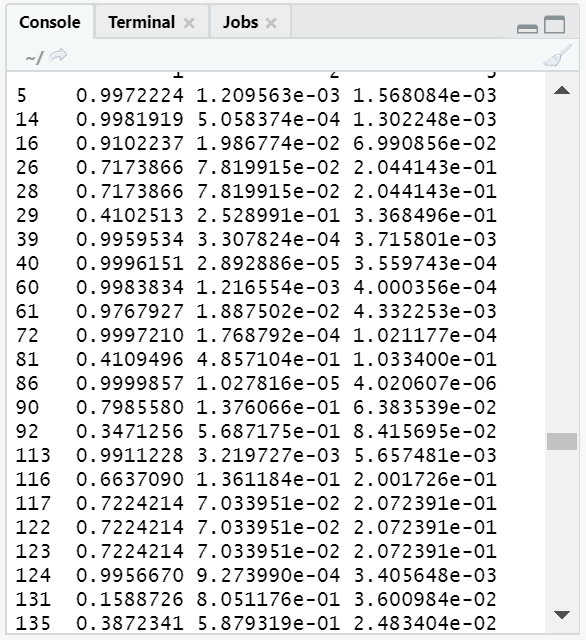 Console Terminal Jobs
~/
1 2 3
5 0.9972224 1.209563e-03 1.568084e-03
14 0.9981919 5.058374e-04 1.302248e-03
16 0.9102237 1.986774e-02 6.990856e-02
26 0.7173866 7.819915e-02 2.044143e-01
28 0.7173866 7.819915e-02 2.044143e-01
29 0.4102513 2.528991e-01 3.368496e-01
39 0.9959534 3.307824e-04 3.715801e-03
40 0.9996151 2.892886e-05 3.559743e-04
60 0.9983834 1.216554e-03 4.000356e-04
61 0.9767927 1.887502e-02 4.332253e-03
72 0.9997210 1.768792e-04 1.021177e-04
81 0.4109496 4.857104e-01 1.033400e-01
86 0.9999857 1.027816e-05 4.020607e-06
90 0.7985580 1.376066e-01 6.383539e-02
92 0.3471256 5.687175e-01 8.415695e-02
113 0.9911228 3.219727e-03 5.657481e-03
116 0.6637090 1.361184e-01 2.001726e-01
117 0.7224214 7.033951e-02 2.072391e-01
122 0.7224214 7.033951e-02 2.072391e-01
123 0.7224214 7.033951e-02 2.072391e-01
124 0.9956670 9.273990e-04 3.405648e-03
131 0.1588726 8.051176e-01 3.600984e-02
135 0.3872341 5.879319e-01 2.483404e-02